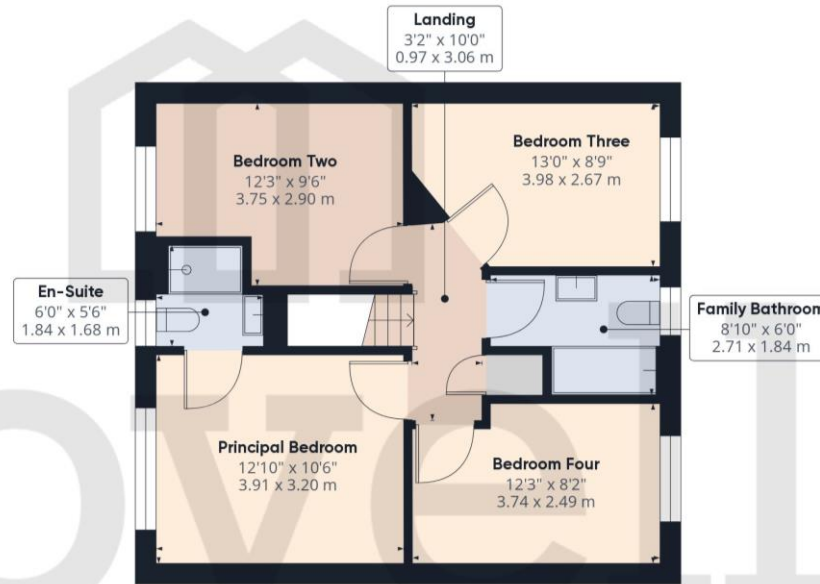 Landing
3'2" x 10'0"
0.97 x 3.06 m
Bedroom Two
12'3" x 9'6"
3.75 x 2.90 m
Bedroom Three
13'0" x 8'9"
3.98 x 2.67 m
En-Suite
6'0" x 5'6"
1.84 x 1.68 m
Family Bathroom
8'10" x 6'0"
2.71 x 1.84 m
Principal Bedroom
12'10" x 10'6"
3.91 x 3.20 m
Bedroom Four
12'3" x 8'2"
3.74 x 2.49 m